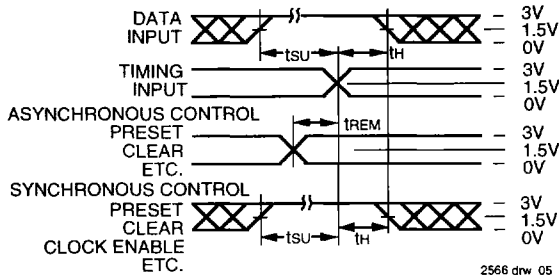 DATA
INPUT
3V
1.5V
0V
tSU
tH
TIMING
INPUT
3V
1.5V
0V
ASYNCHRONOUS CONTROL
PRESET
CLEAR
ETC.
tREM
3V
1.5V
0V
SYNCHRONOUS CONTROL
PRESET
CLEAR
CLOCK ENABLE
ETC.
3V
1.5V
0V
tSU
tH
2566 drw 05